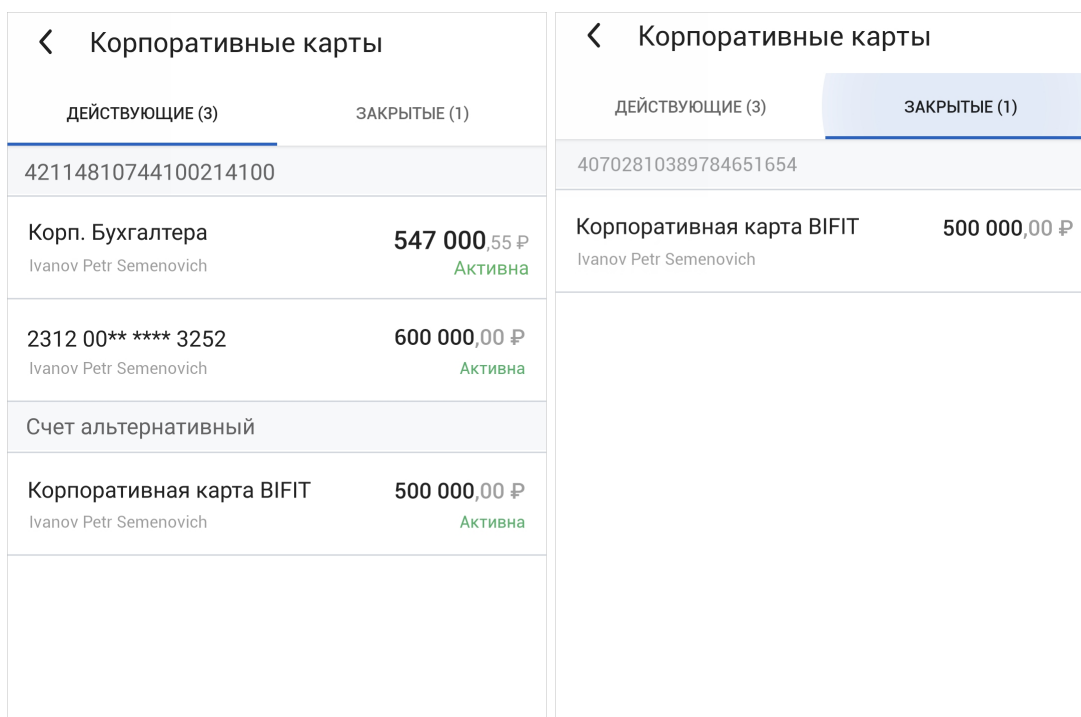 Корпоративные карты
ДЕЙСТВУЮЩИЕ (3) ЗАКРЫТЫЕ (1)
42114810744100214100
Корп. Бухгалтера 547 000,55 ₽
Ivanov Petr Semenovich Активна
2312 00** **** 3252 600 000,00 ₽
Ivanov Petr Semenovich Активна
Счет альтернативный
Корпоративная карта BIFIT 500 000,00 ₽
Ivanov Petr Semenovich Активна
Корпоративные карты
ДЕЙСТВУЮЩИЕ (3) ЗАКРЫТЫЕ (1)
40702810389784651654
Корпоративная карта BIFIT 500 000,00 ₽
Ivanov Petr Semenovich